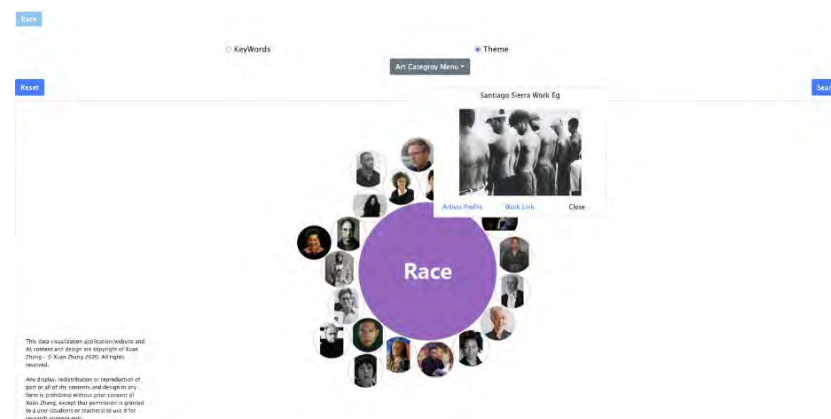 Race
KeyWords
Theme
Art Categroy Menu
Reset
Sear
Santiago Sierra Work Eg
Artists Profile Work Link Close
Race
This data visualization application/website and
its content and design are copyright of Xuan
Zhang - © Xuan Zhang 2020. All rights
reserved.
Any display, redistribution or reproduction of
part or all of the contents and design in any
form is prohibited without prior consent of
Xuan Zhang, except that permission is granted
to a user (students or teachers) to use it for
research purpose only.